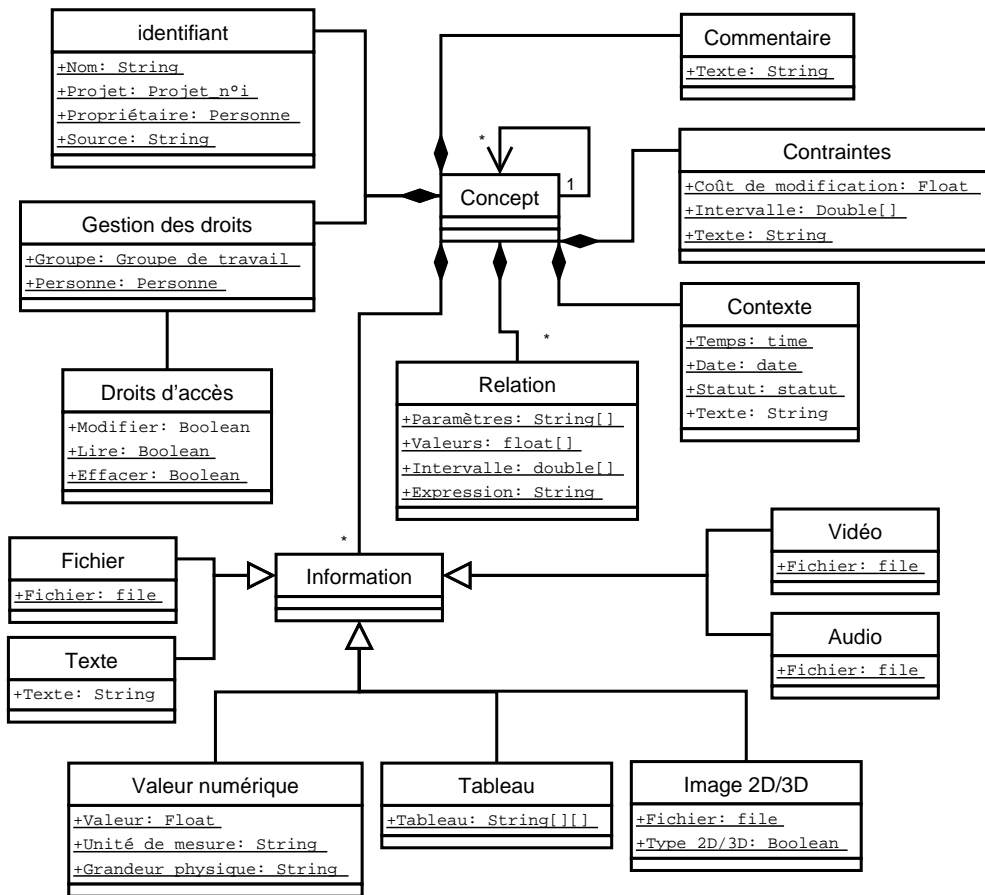 identifiant
+Nom: String
+Projet: Projet_n°i
+Propriétaire: Personne
+Source: String
Commentaire
+Texte: String
*
1
Concept
Contraintes
+Coût de modification: Float
+Intervalle: Double[]
+Texte: String
Gestion des droits
+Groupe: Groupe de travail
+Personne: Personne
Contexte
+Temps: time
+Date: date
+Statut: statut
+Texte: String
*
Droits d'accès
+Modifier: Boolean
+Lire: Boolean
+Effacer: Boolean
Relation
+Paramètres: String[]
+Valeurs: float[]
+Intervalle: double[]
+Expression: String
*
Fichier
+Fichier: file
Information
Vidéo
+Fichier: file
Texte
+Texte: String
Audio
+Fichier: file
Valeur numérique
+Valeur: Float
+Unité de mesure: String
+Grandeur physique: String
Tableau
+Tableau: String[][]
Image 2D/3D
+Fichier: file
+Type 2D/3D: Boolean